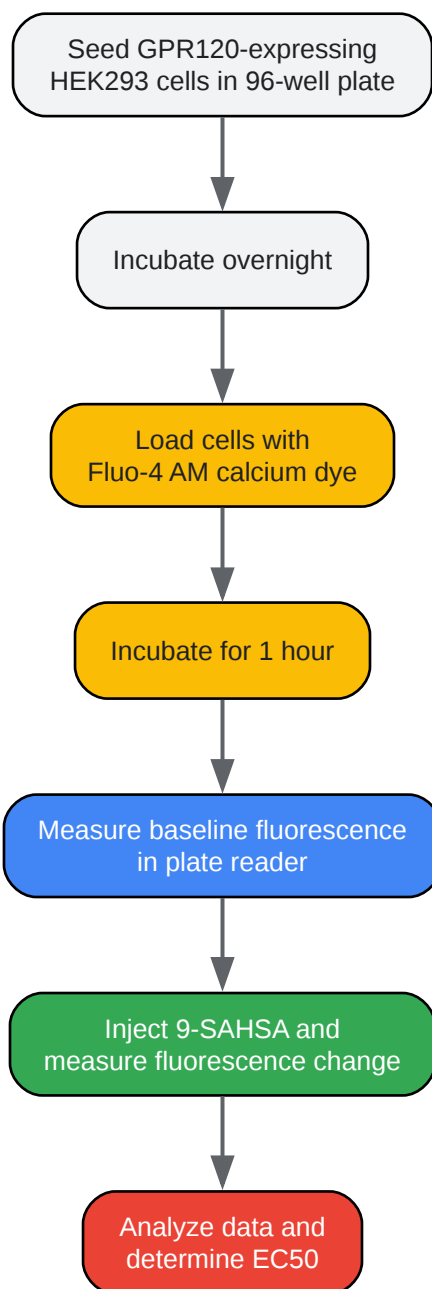 Seed GPR120-expressing
HEK293 cells in 96-well plate
Incubate overnight
Load cells with
Fluo-4 AM calcium dye
Incubate for 1 hour
Measure baseline fluorescence
in plate reader
Inject 9-SAHSA and
measure fluorescence change
Analyze data and
determine EC50